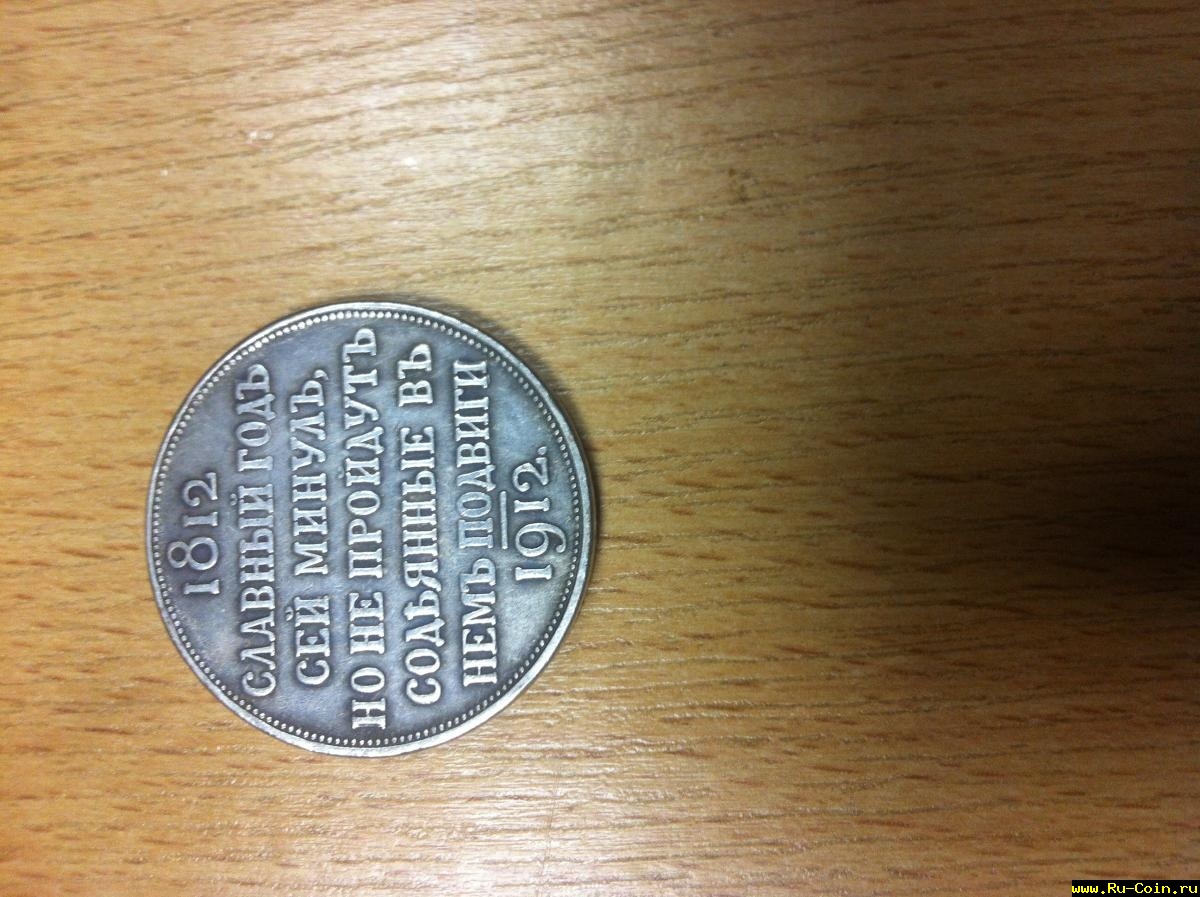 1812
СЛАВНЫЙ ГОДЪ
СЕЙ МИНУЛЪ,
НО НЕ ПРОЙДУТЪ
СОДѢЯННЫЕ ВЪ
НЕМЪ ПОДВИГИ
1912.
www.Ru-Coin.ru